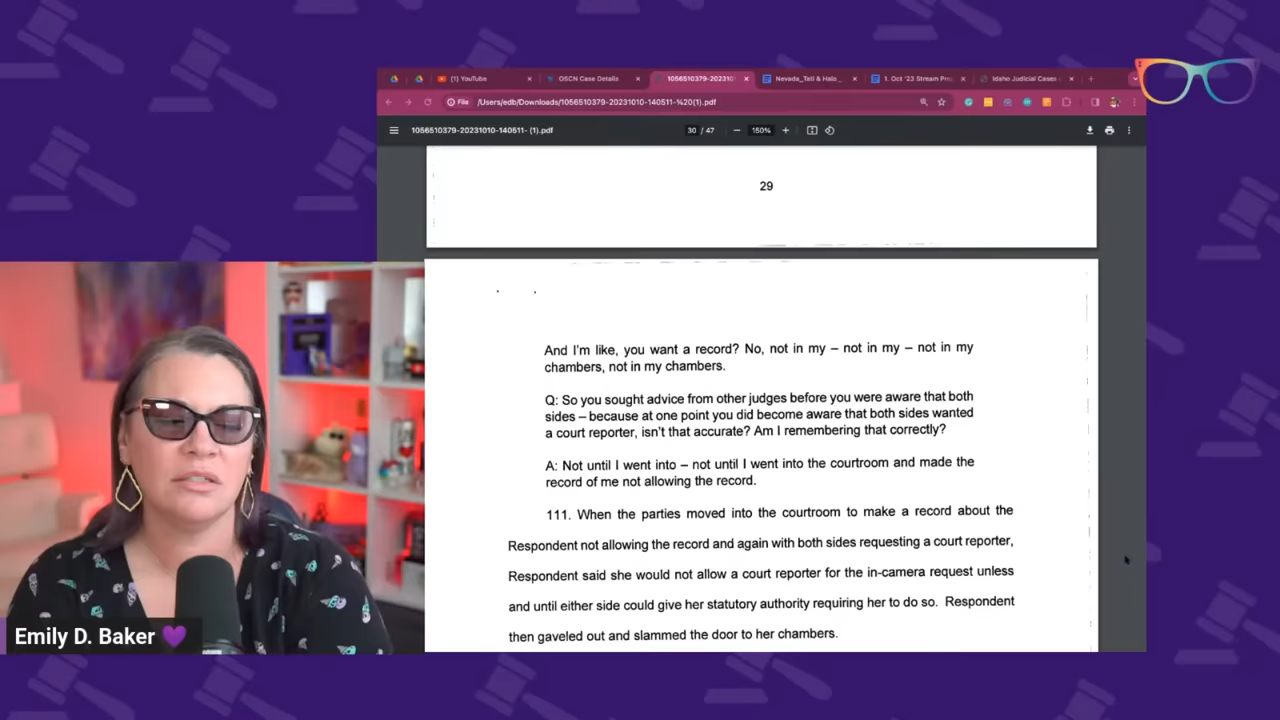 (1) YouTube
OSCN Case Details
1056510379-202310
Nevada_Tall & Halo_
1. Oct '23 Stream Pre
Idaho Judicial Cases
File /Users/edb/Downloads/1056510379-20231010-140511-%20(1).pdf
1056510379-20231010-140511- (1).pdf
30 / 47
150%
29
And I'm like, you want a record? No, not in my – not in my – not in my
chambers, not in my chambers.
Q: So you sought advice from other judges before you were aware that both
sides – because at one point you did become aware that both sides wanted
a court reporter, isn't that accurate? Am I remembering that correctly?
A: Not until I went into – not until I went into the courtroom and made the
record of me not allowing the record.
111. When the parties moved into the courtroom to make a record about the
Respondent not allowing the record and again with both sides requesting a court reporter,
Respondent said she would not allow a court reporter for the in-camera request unless
and until either side could give her statutory authority requiring her to do so. Respondent
then gaveled out and slammed the door to her chambers.
Emily D. Baker 💜